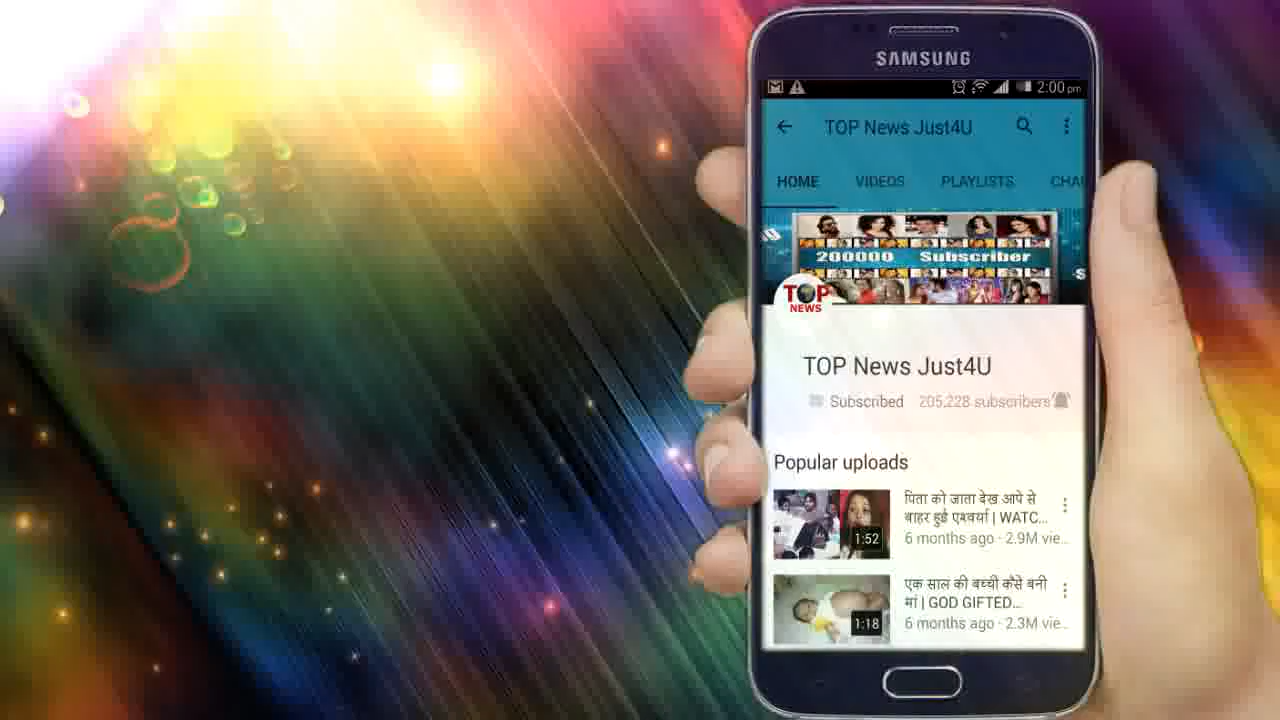 SAMSUNG
2:00 pm
TOP News Just4U
HOME VIDEOS PLAYLISTS CHA
200000 Subscriber
TOP
NEWS
TOP News Just4U
Subscribed 205,228 subscribers
Popular uploads
पिता को जाता देख आपे से
बाहर हुई एश्वर्या | WATC...
1:52
6 months ago · 2.9M vie..
एक साल की बच्ची कैसे बनी
मां | GOD GIFTED...
1:18
6 months ago · 2.3M vie..